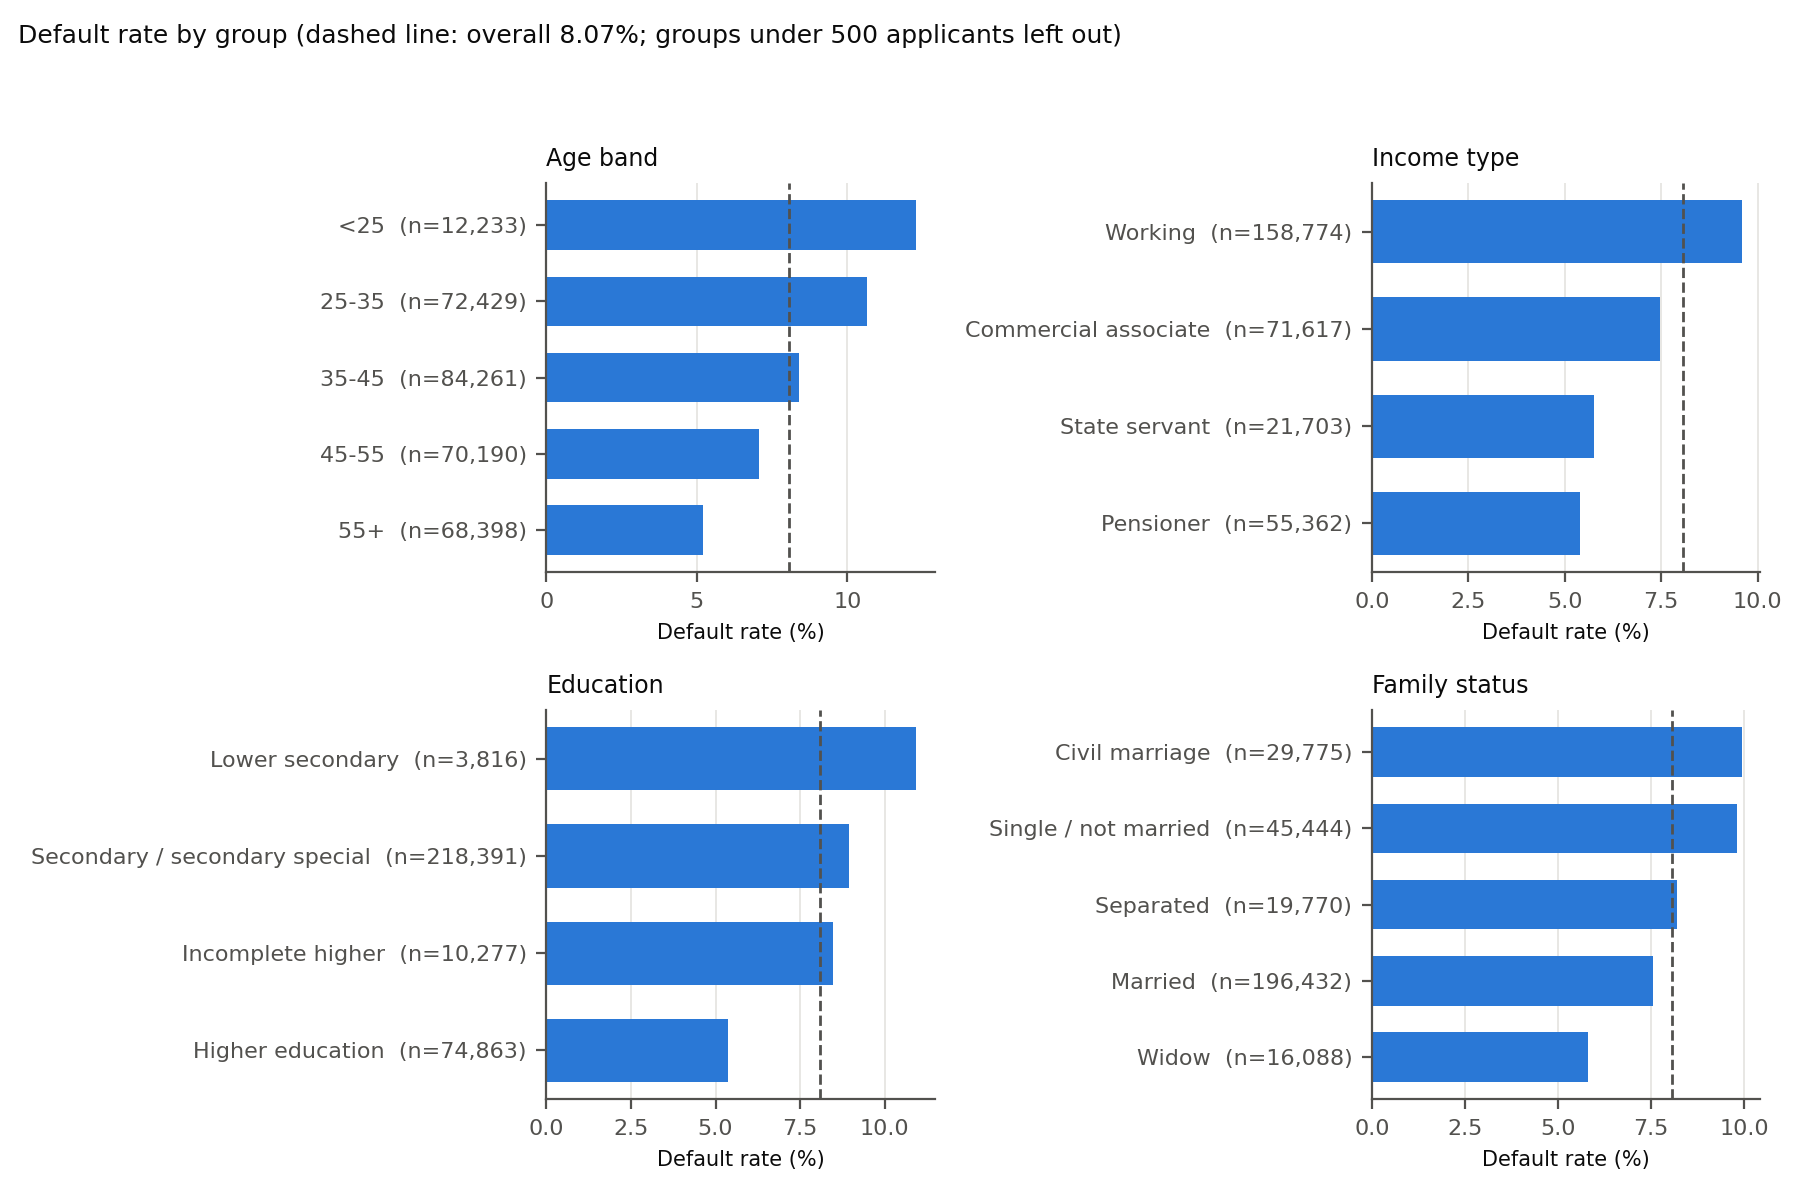 Default rate by group (dashed line: overall 8.07%; groups under 500 applicants left out)
Age band
<25  (n=12,233)
25-35  (n=72,429)
35-45  (n=84,261)
45-55  (n=70,190)
55+  (n=68,398)
0 5 10
Default rate (%)
Income type
Working  (n=158,774)
Commercial associate  (n=71,617)
State servant  (n=21,703)
Pensioner  (n=55,362)
0.0 2.5 5.0 7.5 10.0
Default rate (%)
Education
Lower secondary  (n=3,816)
Secondary / secondary special  (n=218,391)
Incomplete higher  (n=10,277)
Higher education  (n=74,863)
0.0 2.5 5.0 7.5 10.0
Default rate (%)
Family status
Civil marriage  (n=29,775)
Single / not married  (n=45,444)
Separated  (n=19,770)
Married  (n=196,432)
Widow  (n=16,088)
0.0 2.5 5.0 7.5 10.0
Default rate (%)